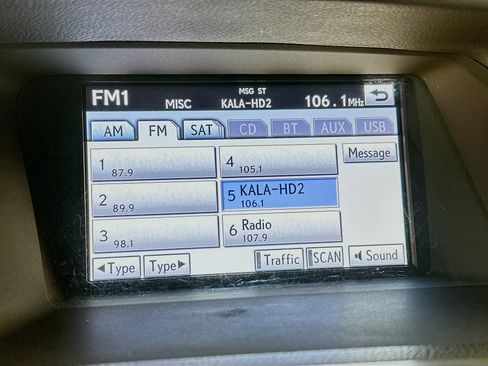 MSG ST
FM1 MISC KALA-HD2 106.1MHz
AM FM SAT CD BT AUX USB
1 87.9
4 105.1
Message
2 89.9
5 KALA-HD2 106.1
3 98.1
6 Radio 107.9
◄Type Type► Traffic SCAN Sound